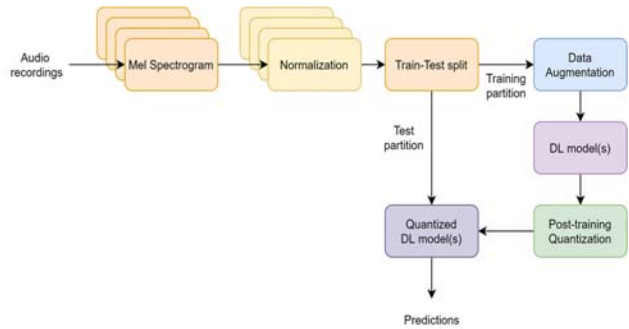 Audio
recordings
Mel Spectrogram
Normalization
Train-Test split
Training
partition
Data
Augmentation
Test
partition
DL model(s)
Quantized
DL model(s)
Post-training
Quantization
Predictions